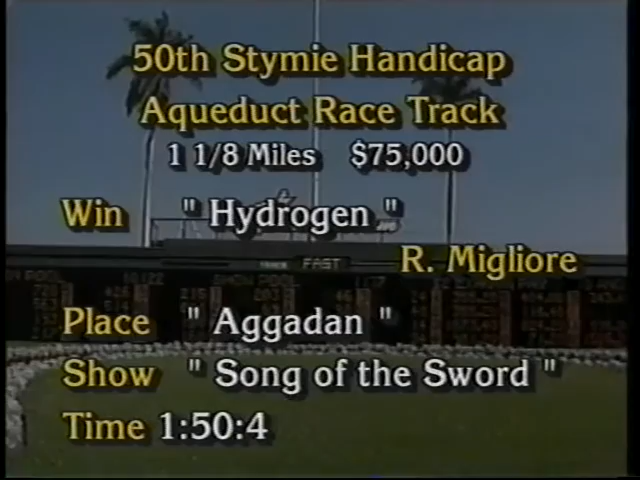 50th Stymie Handicap
Aqueduct Race Track
1 1/8 Miles $75,000
Win " Hydrogen "
FAST
R. Migliore
Place " Aggadan "
Show " Song of the Sword "
Time 1:50:4